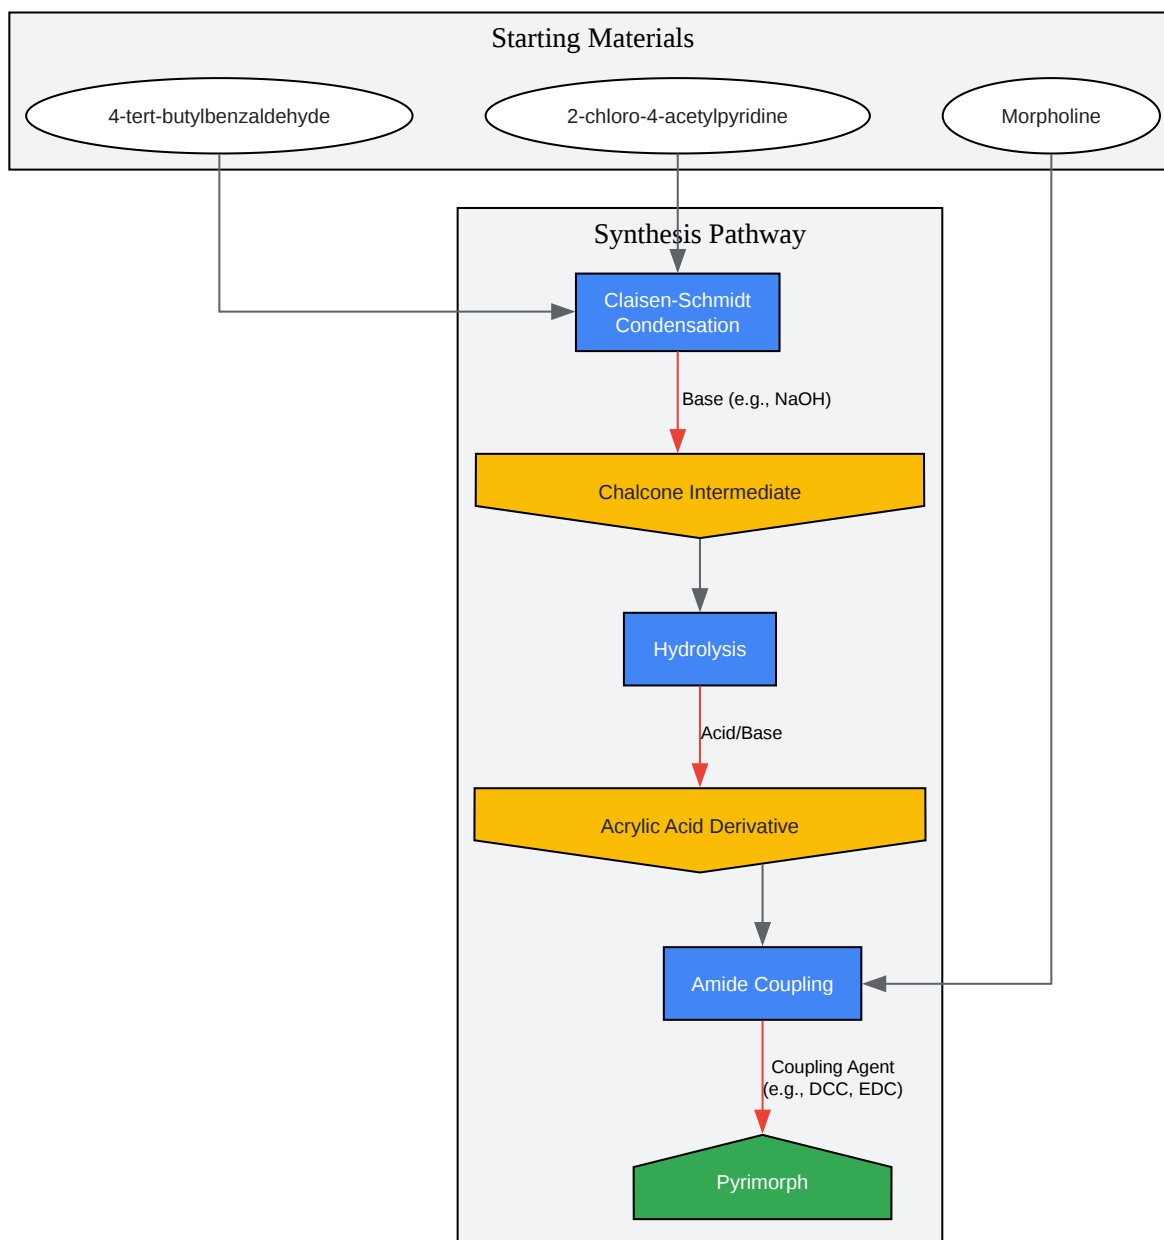 Starting Materials
4-tert-butylbenzaldehyde
2-chloro-4-acetylpyridine
Morpholine
Synthesis Pathway
Claisen-Schmidt
Condensation
Base (e.g., NaOH)
Chalcone Intermediate
Hydrolysis
Acid/Base
Acrylic Acid Derivative
Amide Coupling
Coupling Agent
(e.g., DCC, EDC)
Pyrimorph